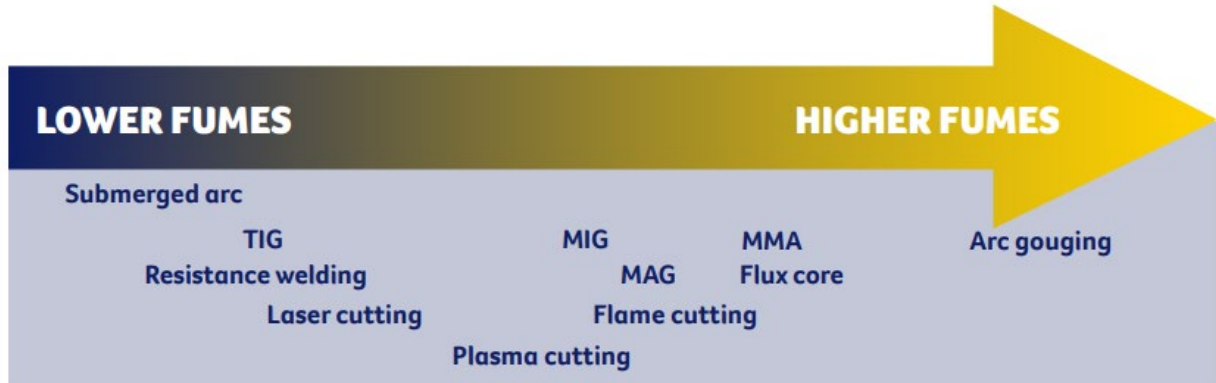 LOWER FUMES HIGHER FUMES
Submerged arc
TIG MIG MMA Arc gouging
Resistance welding MAG Flux core
Laser cutting Flame cutting
Plasma cutting